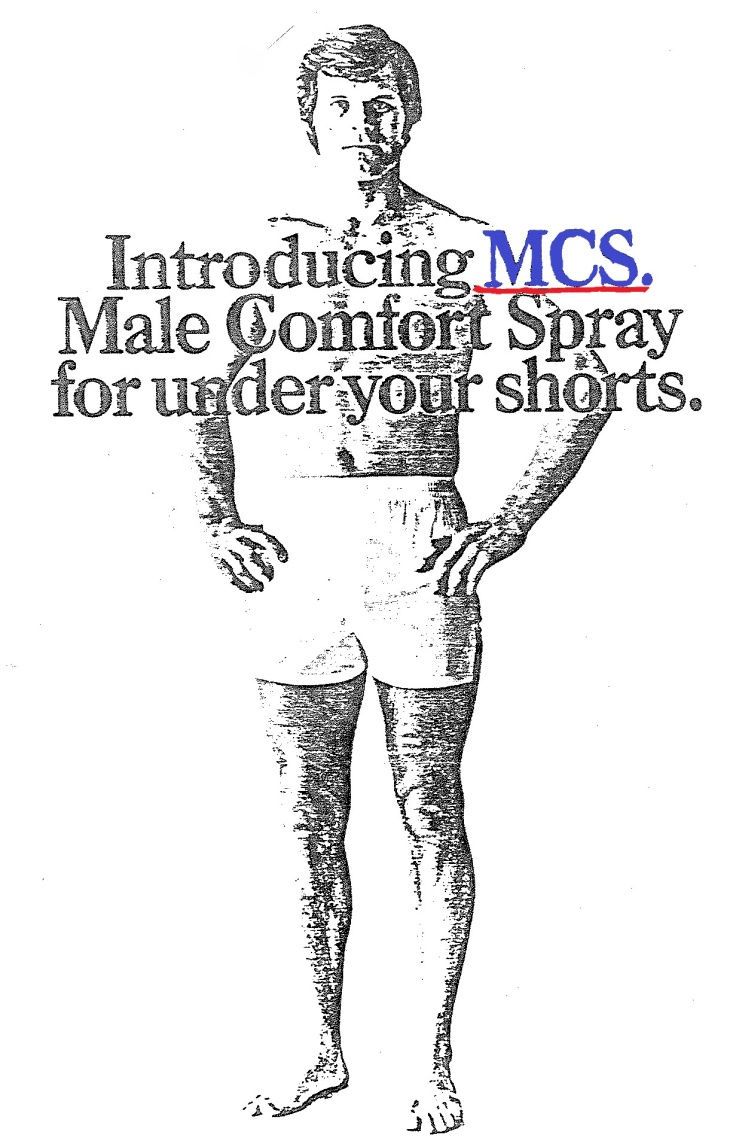 Introducing MCS.
Male Comfort Spray
for under your shorts.